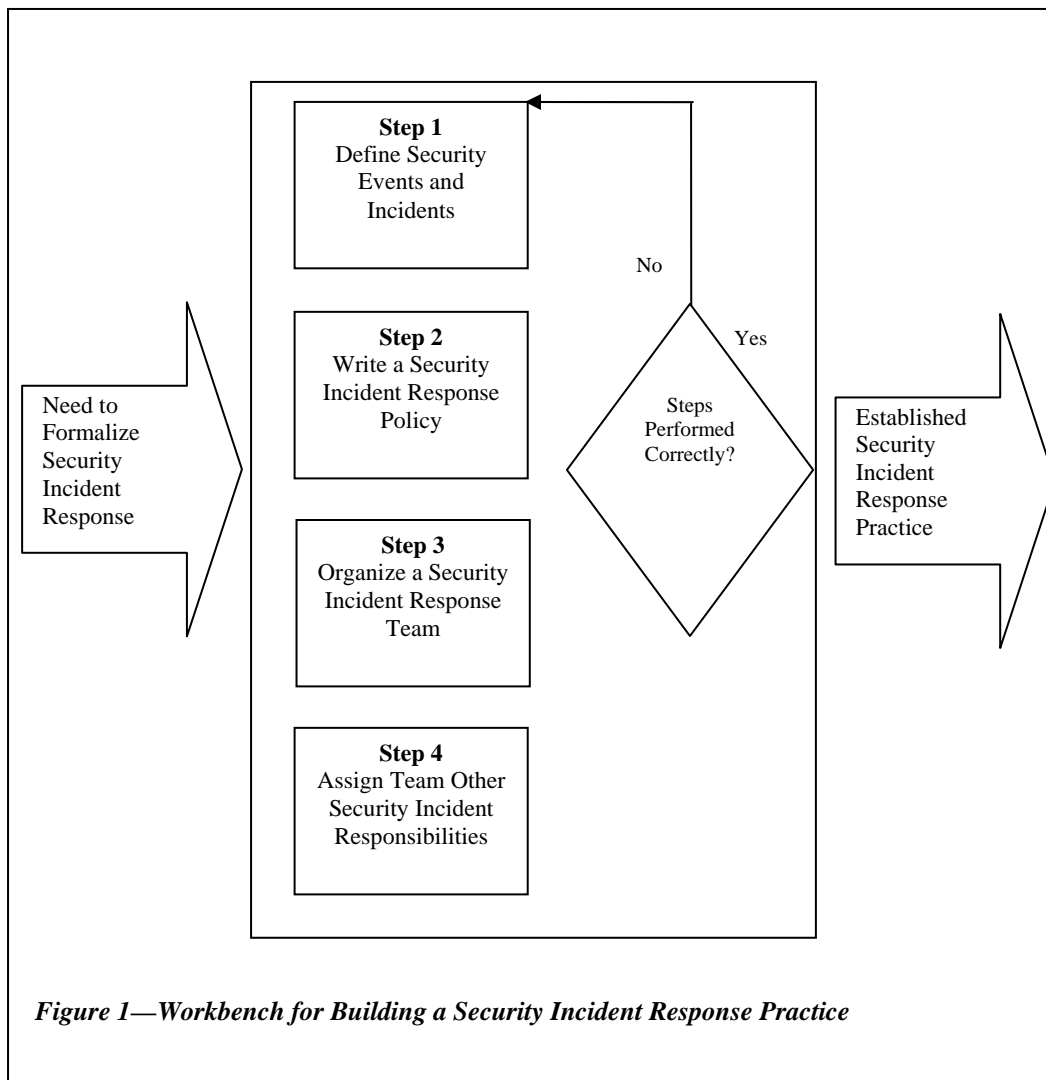 Need to
Formalize
Security
Incident
Response
Step 1
Define Security
Events and
Incidents
Step 2
Write a Security
Incident Response
Policy
Step 3
Organize a Security
Incident Response
Team
Step 4
Assign Team Other
Security Incident
Responsibilities
No
Yes
Steps
Performed
Correctly?
Established
Security
Incident
Response
Practice
Figure 1—Workbench for Building a Security Incident Response Practice